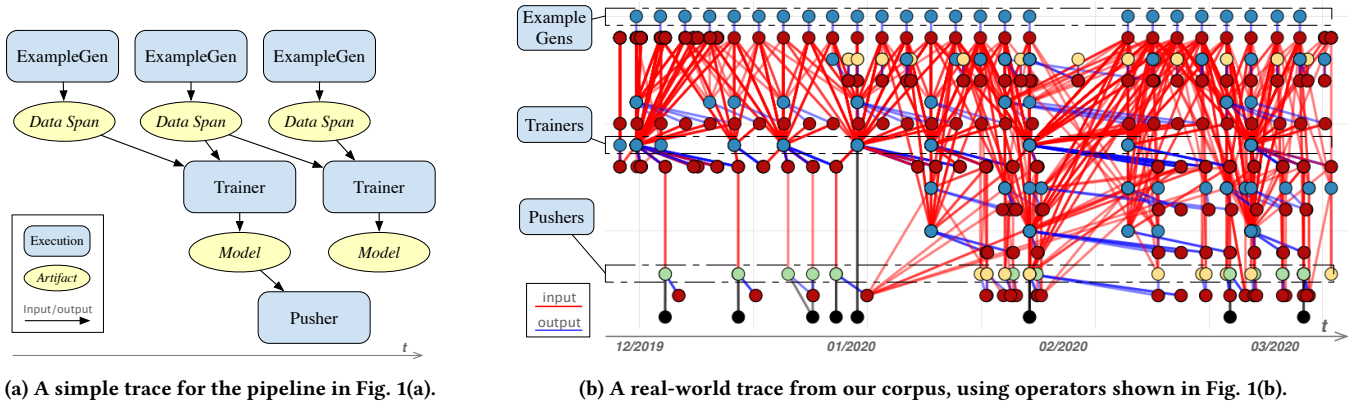 ExampleGen
ExampleGen
ExampleGen
Data Span
Data Span
Data Span
Trainer
Trainer
Execution
Artifact
Input/output
Model
Model
Pusher
t
(a) A simple trace for the pipeline in Fig. 1(a).
Example
Gens
Trainers
Pushers
input
output
t
12/2019
01/2020
02/2020
03/2020
(b) A real-world trace from our corpus, using operators shown in Fig. 1(b).